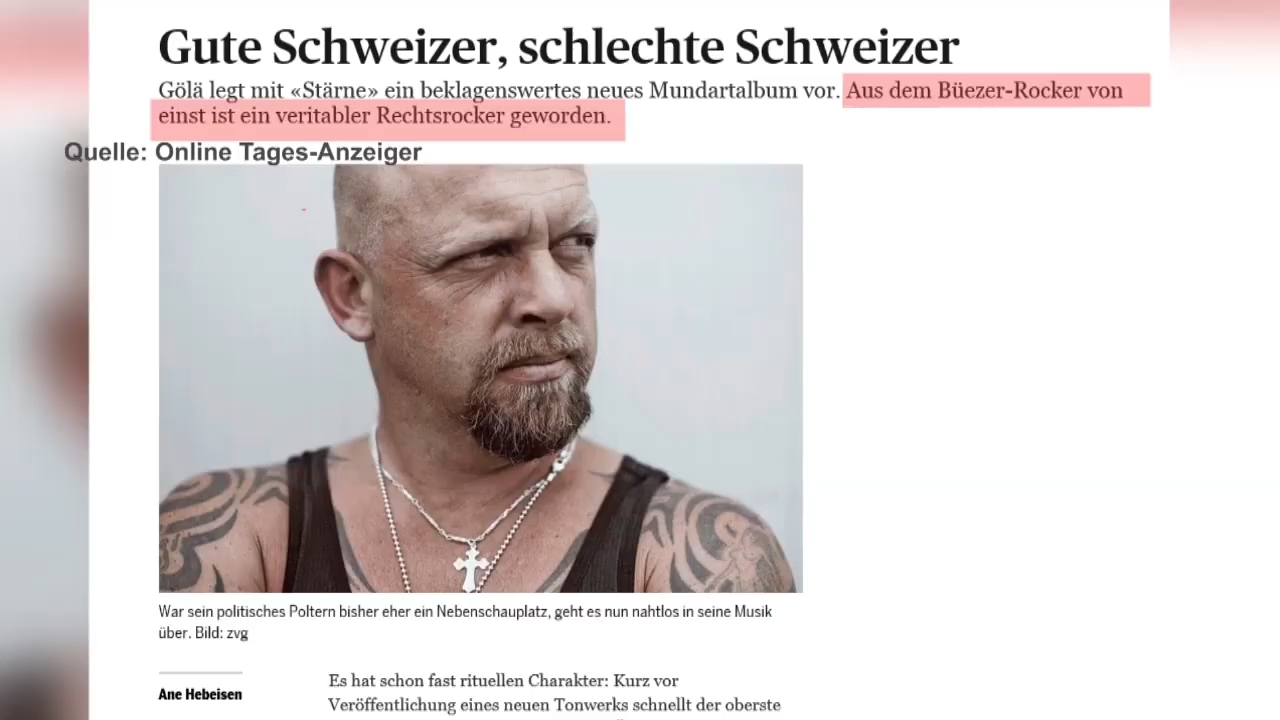 Gute Schweizer, schlechte Schweizer
Gölä legt mit «Stärne» ein beklagenswertes neues Mundartalbum vor. Aus dem Büezer-Rocker von
einst ist ein veritabler Rechtsrocker geworden.
Quelle: Online Tages-Anzeiger
War sein politisches Poltern bisher eher ein Nebenschauplatz, geht es nun nahtlos in seine Musik
über. Bild: zvg
Ane Hebeisen
Es hat schon fast rituellen Charakter: Kurz vor
Veröffentlichung eines neuen Tonwerks schnellt der oberste